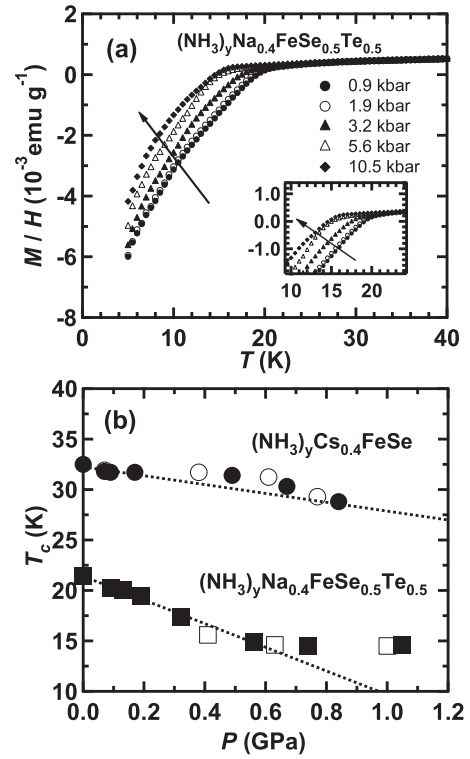 (a)
(NH3)yNa0.4FeSe0.5Te0.5
0.9 kbar
1.9 kbar
3.2 kbar
5.6 kbar
10.5 kbar
M / H (10-3 emu g-1)
2
0
-2
-4
-6
-8
1.0
0.0
-1.0
10
15
20
0
10
20
30
40
T (K)
(b)
(NH3)yCs0.4FeSe
(NH3)yNa0.4FeSe0.5Te0.5
Tc (K)
40
35
30
25
20
15
10
0.0
0.2
0.4
0.6
0.8
1.0
1.2
P (GPa)